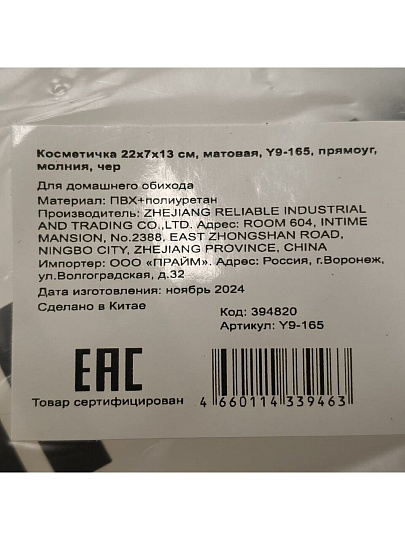 Косметичка 22х7х13 см, матовая, Y9-165, прямоуг,
молния, чер
Для домашнего обихода
Материал: ПВХ+полиуретан
Производитель: ZHEJIANG RELIABLE INDUSTRIAL
AND TRADING CO.,LTD. Адрес: ROOM 604, INTIME
MANSION, No.2388, EAST ZHONGSHAN ROAD,
NINGBO CITY, ZHEJIANG PROVINCE, CHINA
Импортер: ООО «ПРАЙМ». Адрес: Россия, г.Воронеж,
ул.Волгоградская, д.32
Дата изготовления: ноябрь 2024
Сделано в Китае
Код: 394820
Артикул: Y9-165
EAC
Товар сертифицирован
4 660114 339463